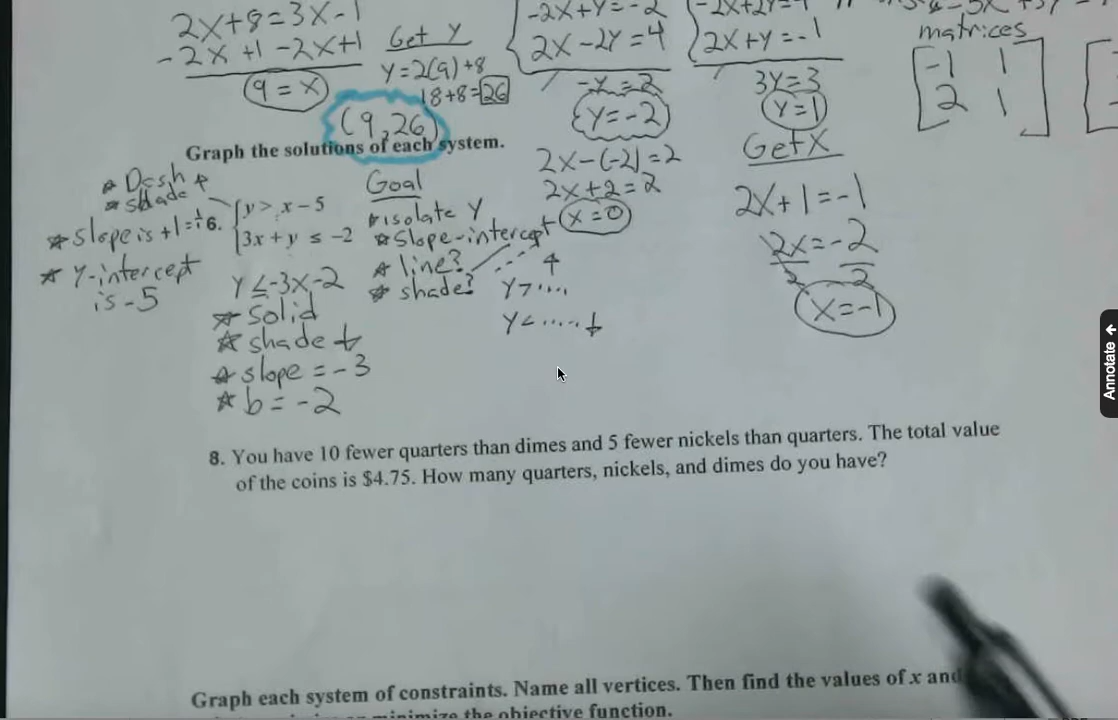 2x+8=3x-1
-2x +1 -2x+1
9=x
Get y
y=2(9)+8
18+8=26
(9,26)
-2x+y=-2
2x-2y=4
y=-2
2x-(-2)=2
2x+2=2
x=0
2x+y=-1
3y=3
y=1
Get x
2x+1=-1
2x=-2
2 2
x=-1
matrices
-1 1
2 1
Graph the solutions of each system.
* Dash
* shade
* slope is +1=
* y-intercept
is -5
6. y > x - 5
3x + y ≤ -2
y≤-3x-2
* solid
* shade ↓
* slope = -3
* b = -2
Goal
* isolate y
* slope-intercept
* line?
* shade?
y>.... ↑
y<..... ↓
8. You have 10 fewer quarters than dimes and 5 fewer nickels than quarters. The total value
of the coins is $4.75. How many quarters, nickels, and dimes do you have?
Graph each system of constraints. Name all vertices. Then find the values of x and
minimize the objective function.
Annotate